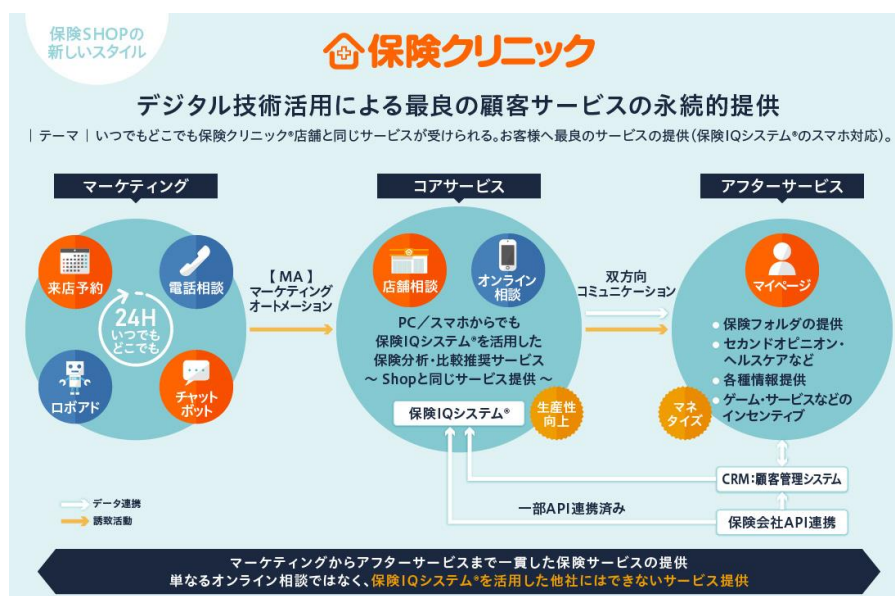 保険SHOPの
新しいスタイル
保険クリニック
デジタル技術活用による最良の顧客サービスの永続的提供
| テーマ | いつでもどこでも保険クリニック®店舗と同じサービスが受けられる。お客様へ最良のサービスの提供(保険IQシステム®のスマホ対応)。
マーケティング
来店予約
電話相談
24H
いつでも
どこでも
ロボアド
チャット
ボット
【MA】
マーケティング
オートメーション
コアサービス
店舗相談
オンライン
相談
PC/スマホからでも
保険IQシステム®を活用した
保険分析・比較推奨サービス
~ Shopと同じサービス提供 ~
保険IQシステム®
生産性
向上
双方向
コミュニケーション
アフターサービス
マイページ
● 保険フォルダの提供
● セカンドオピニオン・
ヘルスケアなど
● 各種情報提供
● ゲーム・サービスなどの
インセンティブ
マネ
タイズ
CRM:顧客管理システム
一部API連携済み
保険会社API連携
データ連携
誘致活動
マーケティングからアフターサービスまで一貫した保険サービスの提供
単なるオンライン相談ではなく、保険IQシステム®を活用した他社にはできないサービス提供